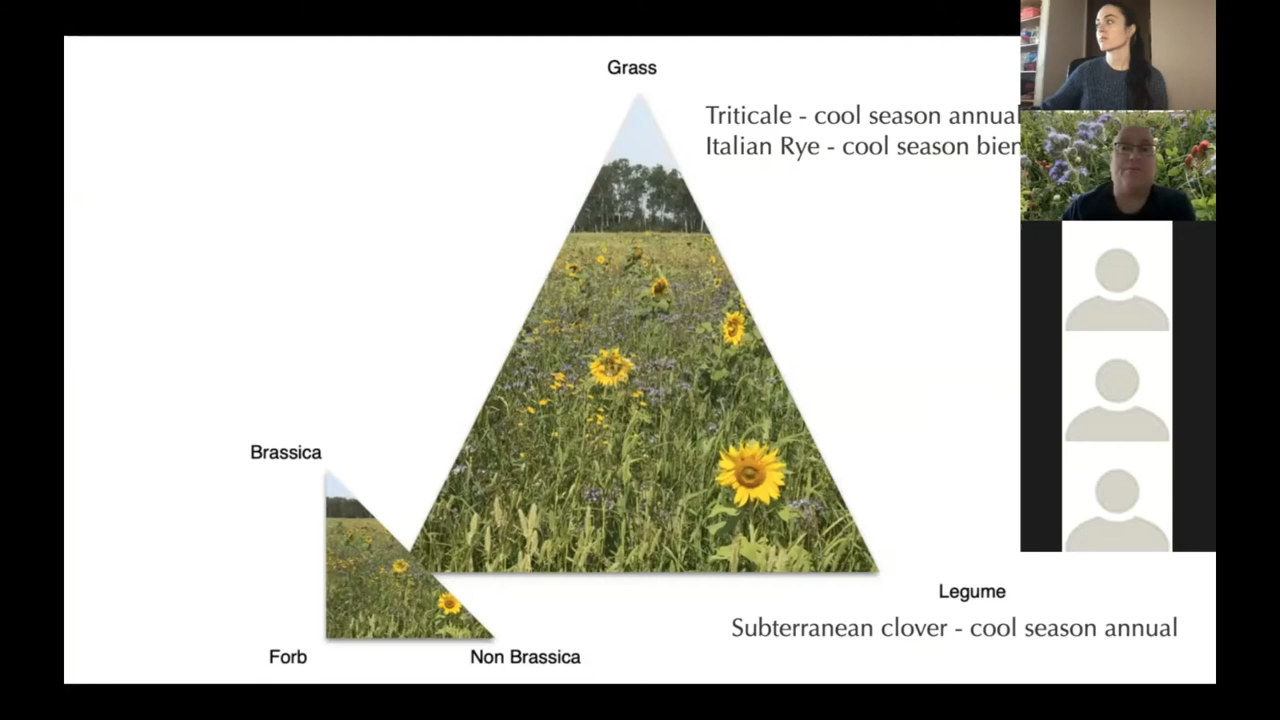 Grass
Triticale - cool season annual
Italian Rye - cool season bien
Brassica
Legume
Subterranean clover - cool season annual
Forb
Non Brassica